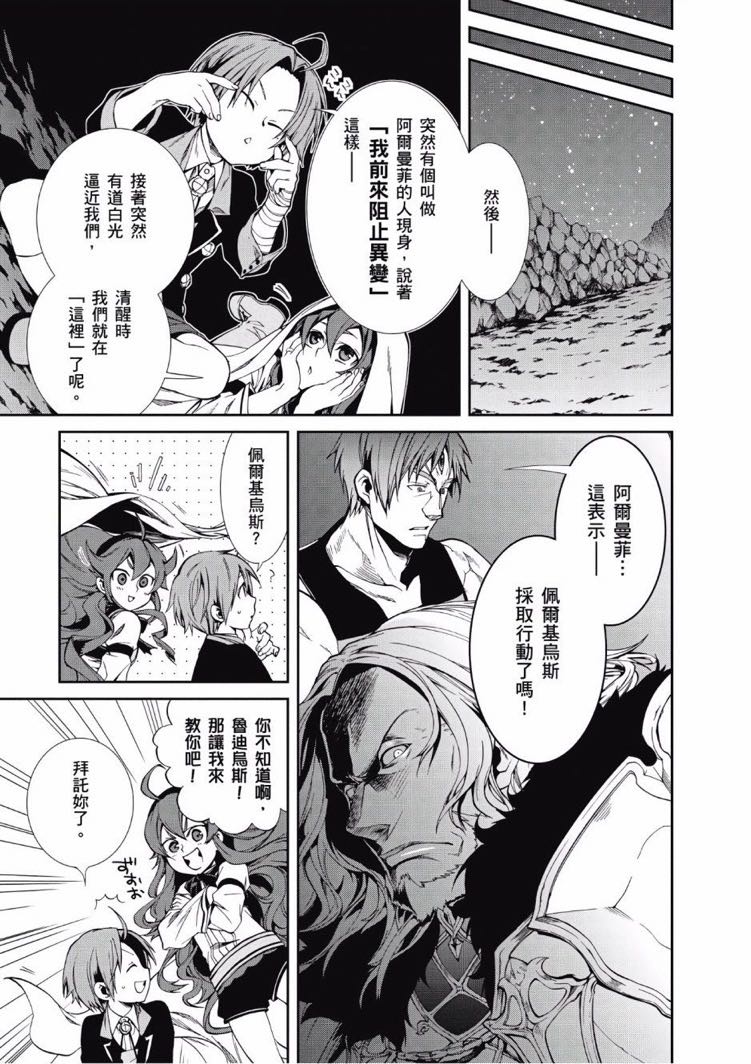 然後——
突然有個叫做
阿爾曼菲的人現身，說著
「我前來阻止異變」
這樣——
接著突然
有道白光
逼近我們，
清醒時
我們就在
「這裡」了呢。
阿爾曼菲…
這表示——
佩爾基烏斯
採取行動了嗎！
佩爾基烏斯？
你不知道啊，
魯迪烏斯！
那讓我來
教你吧！
ずおお
拜託妳了。